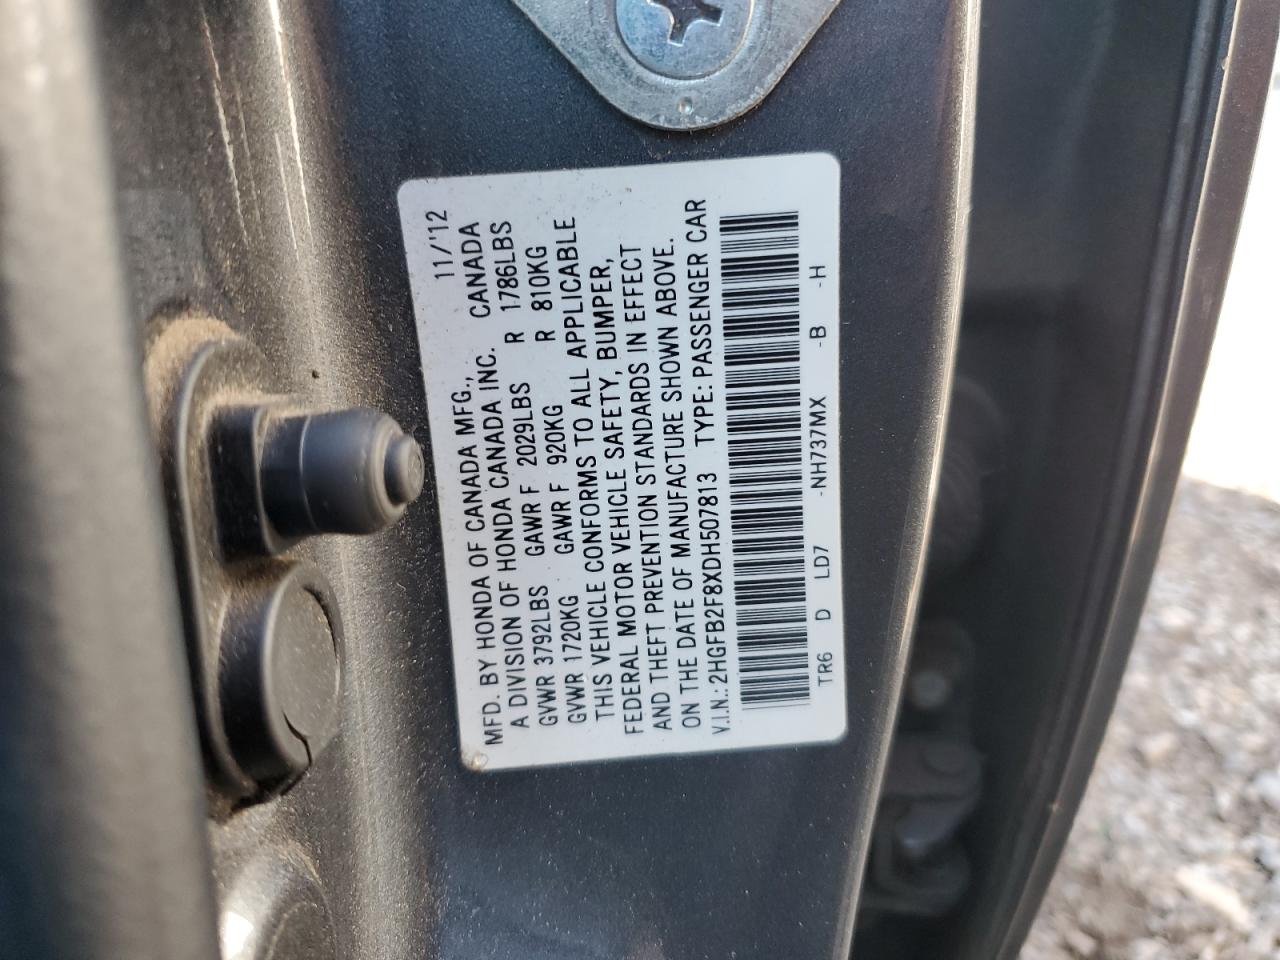 MFD. BY HONDA OF CANADA MFG., 11/'12
A DIVISION OF HONDA CANADA INC. CANADA
GVWR 3792LBS GAWR F 2029LBS R 1786LBS
GVWR 1720KG GAWR F 920KG R 810KG
THIS VEHICLE CONFORMS TO ALL APPLICABLE
FEDERAL MOTOR VEHICLE SAFETY, BUMPER,
AND THEFT PREVENTION STANDARDS IN EFFECT
ON THE DATE OF MANUFACTURE SHOWN ABOVE.
V.I.N.: 2HGFB2F8XDH507813 TYPE: PASSENGER CAR
TR6 D LD7 -NH737MX -B -H